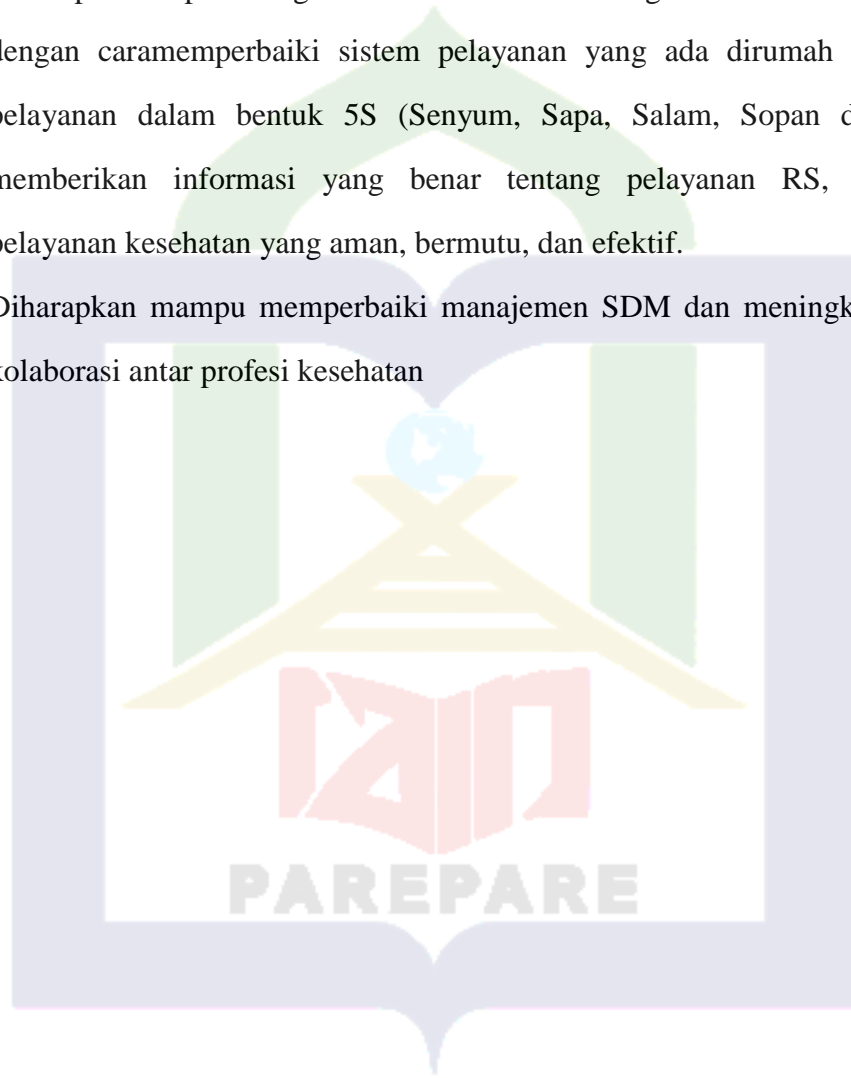 dengan caramemperbaiki sistem pelayanan yang ada dirumah
pelayanan dalam bentuk 5S (Senyum, Sapa, Salam, Sopan d
memberikan informasi yang benar tentang pelayanan RS,
pelayanan kesehatan yang aman, bermutu, dan efektif.
Diharapkan mampu memperbaiki manajemen SDM dan meningk
kolaborasi antar profesi kesehatan
iain
PAREPARE